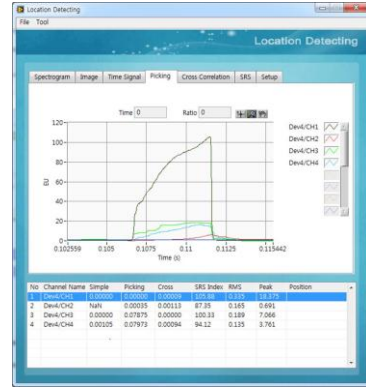 Location Detecting
File Tool
Location Detecting
Spectrogram Image Time Signal Picking Cross Correlation SRS Setup
Time 0 Ratio 0
120
100
80
60
40
20
0
EU
0.102559 0.105 0.1075 0.11 0.1125 0.115442
Time (s)
Dev4/CH1
Dev4/CH2
Dev4/CH3
Dev4/CH4
No Channel Name Simple Picking Cross SRS Index RMS Peak Position
1 Dev4/CH1 0.00000 0.00000 0.00009 105.88 0.335 18.375
2 Dev4/CH2 NaN 0.00035 0.00113 87.35 0.165 0.691
3 Dev4/CH3 0.00000 0.07875 0.00000 100.33 0.189 7.066
4 Dev4/CH4 0.00105 0.07973 0.00094 94.12 0.135 3.761